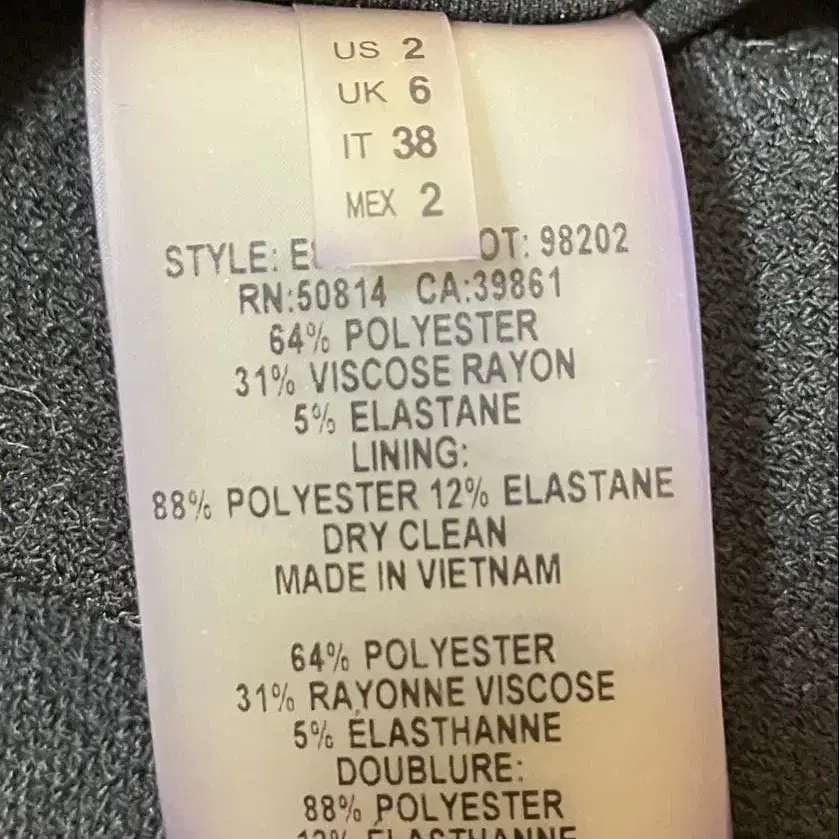 US 2
UK 6
IT 38
MEX 2
STYLE: E OT: 98202
RN:50814 CA:39861
64% POLYESTER
31% VISCOSE RAYON
5% ELASTANE
LINING:
88% POLYESTER 12% ELASTANE
DRY CLEAN
MADE IN VIETNAM
64% POLYESTER
31% RAYONNE VISCOSE
5% ÉLASTHANNE
DOUBLURE:
88% POLYESTER
12% ÉLASTHANNE